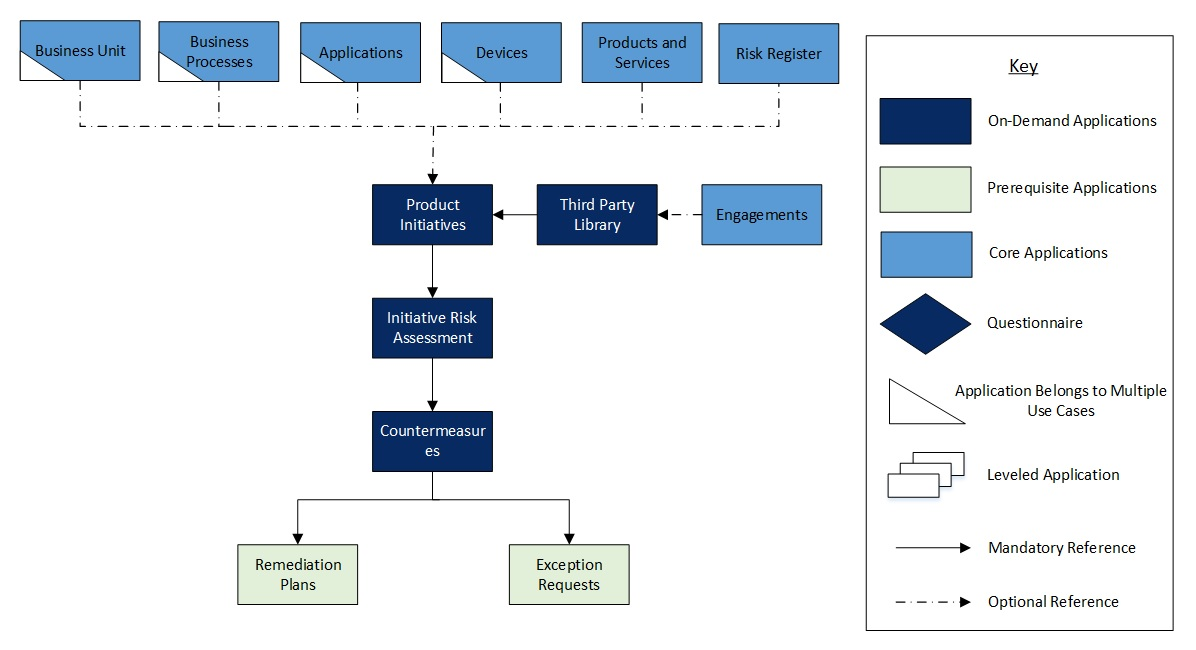 Business Unit
Business
Processes
Applications
Devices
Products and
Services
Risk Register
Product
Initiatives
Third Party
Library
Engagements
Initiative Risk
Assessment
Countermeasur
es
Remediation
Plans
Exception
Requests
Key
On-Demand Applications
Prerequisite Applications
Core Applications
Questionnaire
Application Belongs to Multiple
Use Cases
Leveled Application
Mandatory Reference
Optional Reference